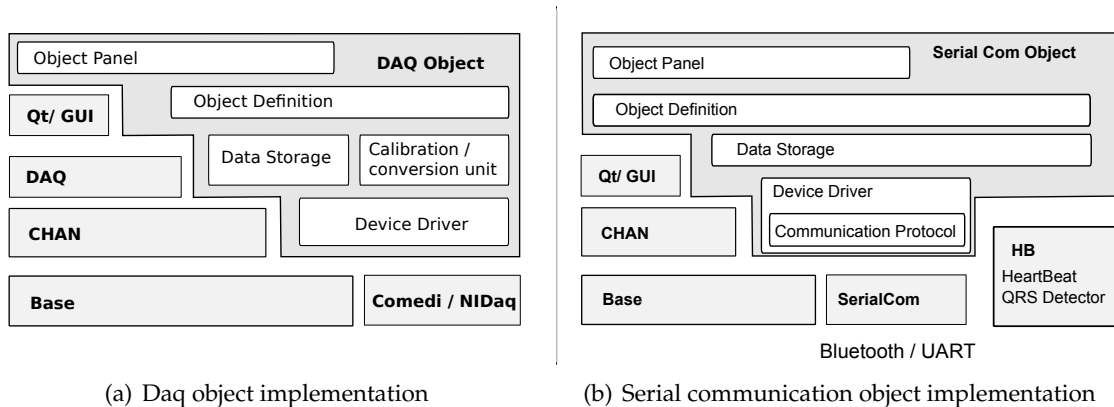 Object Panel
DAQ Object
Object Definition
Qt/ GUI
Data Storage
Calibration /
conversion unit
DAQ
Device Driver
CHAN
Base
Comedi / NIDaq
(a) Daq object implementation
Serial Com Object
Object Panel
Object Definition
Data Storage
Qt/ GUI
Device Driver
Communication Protocol
CHAN
HB
HeartBeat
QRS Detector
Base
SerialCom
Bluetooth / UART
(b) Serial communication object implementation